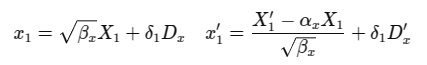 $x_1 = \sqrt{\beta_x} X_1 + \delta_1 D_x \quad x_1' = \frac{X_1' - \alpha_x X_1}{\sqrt{\beta_x}} + \delta_1 D_x'$